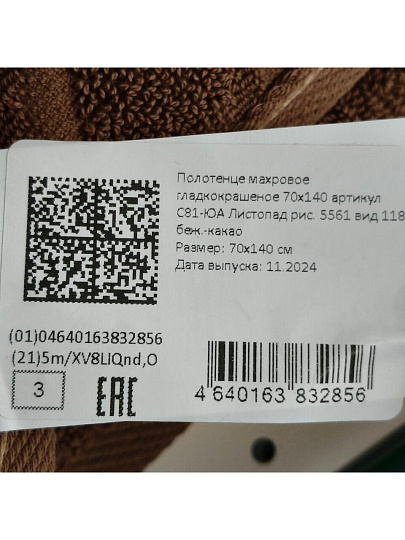 Полотенце махровое
гладкокрашеное 70х140 артикул
С81-ЮА Листопад рис. 5561 вид 118
беж.-какао
Размер: 70х140 см
Дата выпуска: 11.2024
(01)04640163832856
(21)5m/XV8LIQnd,O
3
EAC
4 640163 832856